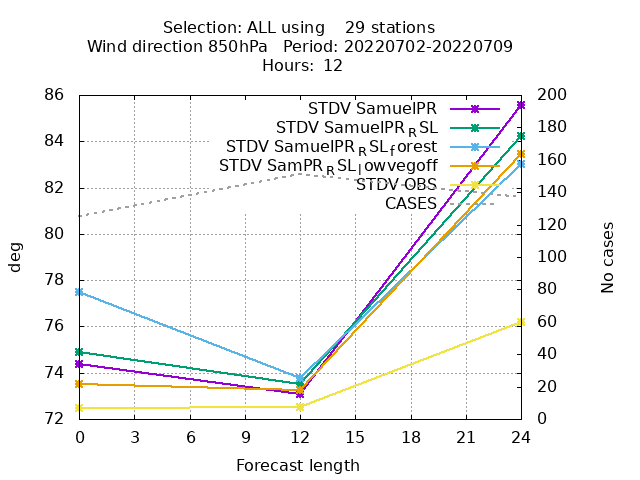 Selection: ALL using    29 stations
Wind direction 850hPa   Period: 20220702-20220709
Hours:  12
86
84
82
80
78
76
74
72
200
180
160
140
120
100
80
60
40
20
0
STDV SamuelPR
STDV SamuelPR_RSL
STDV SamuelPR_RSL_forest
STDV SamPR_RSL_lowvegoff
STDV OBS
CASES
deg
No cases
0 3 6 9 12 15 18 21 24
Forecast length